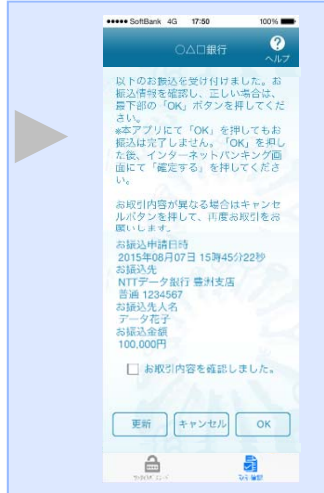 ●●●●● SoftBank 4G 17:50 100%
○△□銀行
?
ヘルプ
以下のお振込を受け付けました。お
振込情報を確認し、正しい場合は、
最下部の「OK」ボタンを押してくだ
さい。
※本アプリにて「OK」を押してもお
振込は完了しません。「OK」を押し
た後、インターネットバンキング画
面にて「確定する」を押してくださ
い。
お取引内容が異なる場合はキャンセ
ルボタンを押して、再度お取引をお
願いします。
お振込申請日時
2015年08月07日 15時45分22秒
お振込先
NTTデータ銀行 豊洲支店
普通 1234567
お振込先人名
データ花子
お振込金額
100,000円
お取引内容を確認しました。
更新 キャンセル OK
取引確認